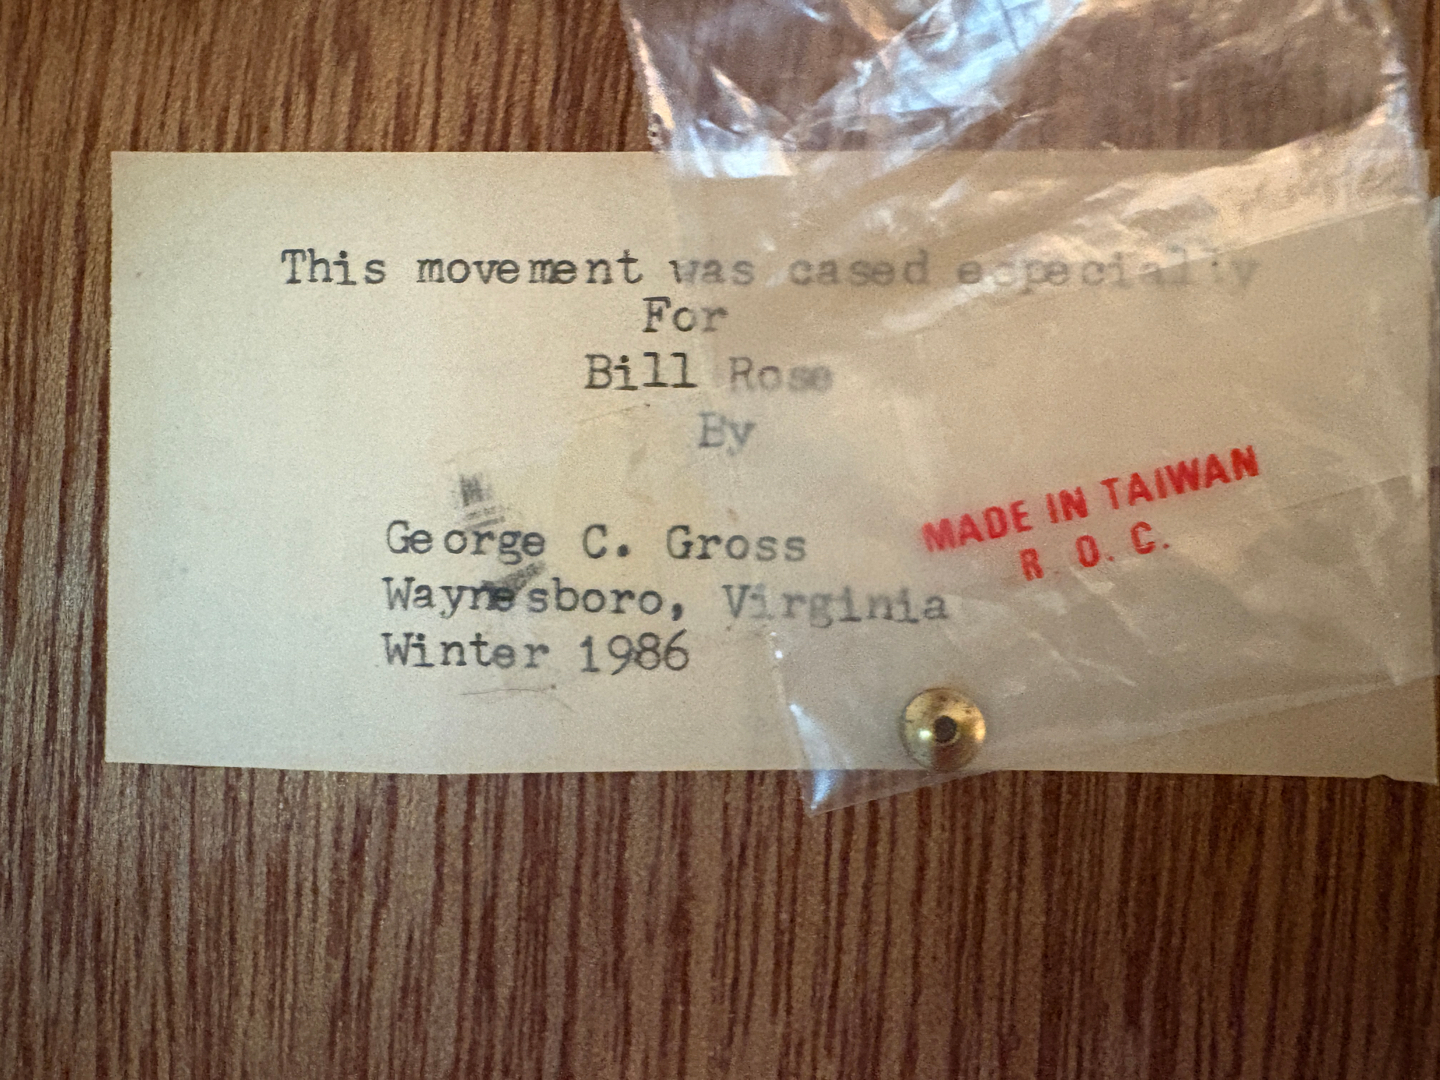 This movement was cased especially
For
Bill Rose
By
George C. Gross
Waynesboro, Virginia
Winter 1986
MADE IN TAIWAN
R. O. C.